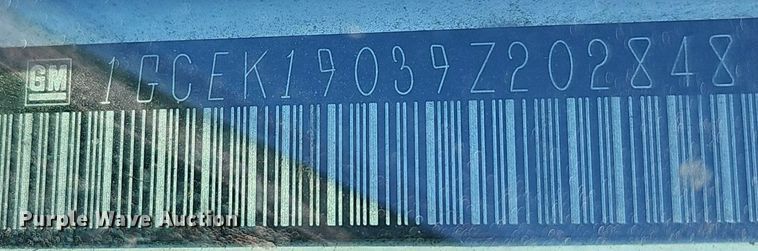 GM 1GCEK19039Z202848
Purple Wave Auction